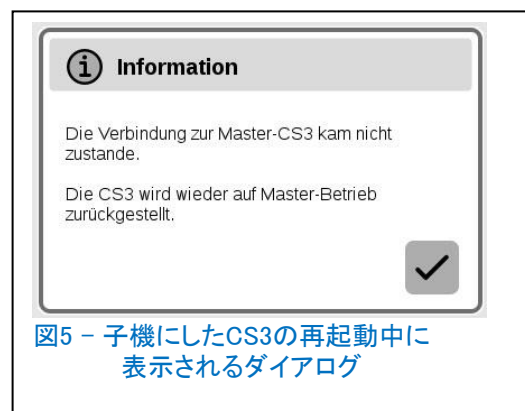 Information
Die Verbindung zur Master-CS3 kam nicht
zustande.
Die CS3 wird wieder auf Master-Betrieb
zurückgestellt.
図5 − 子機にしたCS3の再起動中に
表示されるダイアログ